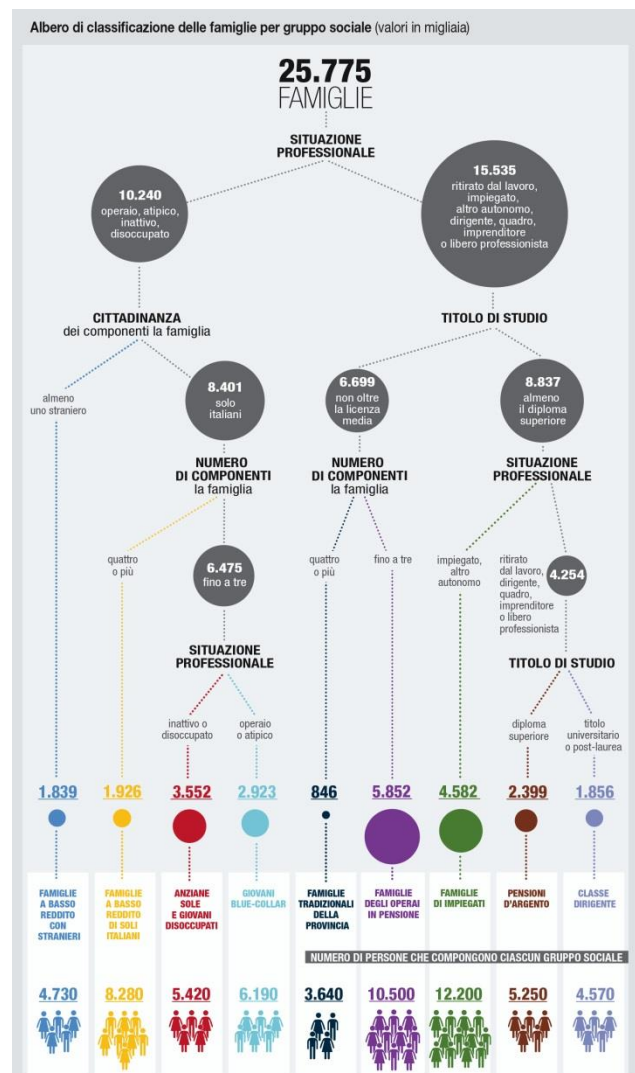 Albero di classificazione delle famiglie per gruppo sociale (valori in migliaia)
25.775
FAMIGLIE
SITUAZIONE
PROFESSIONALE
10.240
operaio, atipico,
inattivo,
disoccupato
15.535
ritirato dal lavoro,
impiegato,
altro autonomo,
dirigente, quadro,
imprenditore
o libero professionista
CITTADINANZA
dei componenti la famiglia
TITOLO DI STUDIO
almeno
uno straniero
8.401
solo
italiani
6.699
non oltre
la licenza
media
8.837
almeno
il diploma
superiore
NUMERO
DI COMPONENTI
la famiglia
NUMERO
DI COMPONENTI
la famiglia
SITUAZIONE
PROFESSIONALE
quattro
o più
6.475
fino a tre
quattro
o più
fino a tre
impiegato,
altro
autonomo
ritirato
dal lavoro,
dirigente,
quadro,
imprenditore
o libero
professionista
4.254
SITUAZIONE
PROFESSIONALE
TITOLO DI STUDIO
inattivo o
disoccupato
operaio
o atipico
diploma
superiore
titolo
universitario
o post-laurea
1.839
1.926
3.552
2.923
846
5.852
4.582
2.399
1.856
FAMIGLIE
A BASSO
REDDITO
CON
STRANIERI
FAMIGLIE
A BASSO
REDDITO
DI SOLI
ITALIANI
ANZIANE
SOLE
E GIOVANI
DISOCCUPATI
GIOVANI
BLUE-COLLAR
FAMIGLIE
TRADIZIONALI
DELLA
PROVINCIA
FAMIGLIE
DEGLI OPERAI
IN PENSIONE
FAMIGLIE
DI IMPIEGATI
PENSIONI
D'ARGENTO
CLASSE
DIRIGENTE
NUMERO DI PERSONE CHE COMPONGONO CIASCUN GRUPPO SOCIALE
4.730
8.280
5.420
6.190
3.640
10.500
12.200
5.250
4.570